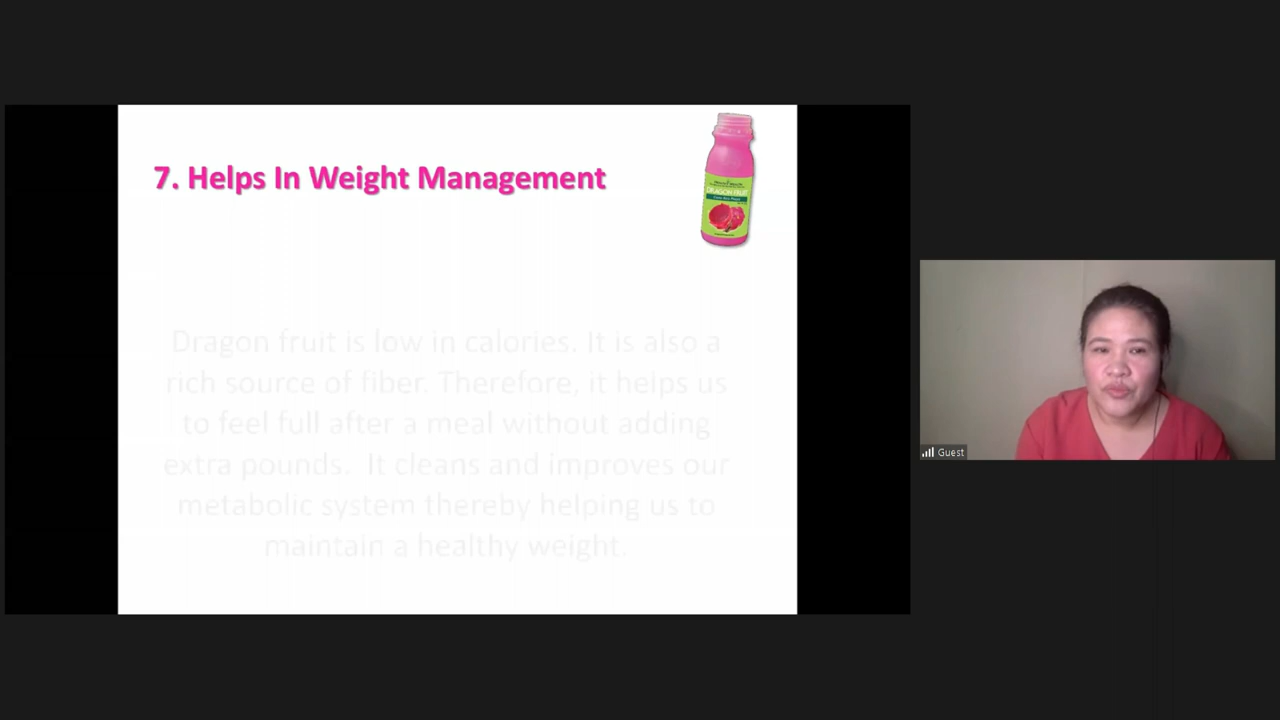 7. Helps In Weight Management
DRAGON FRUIT
Dragon fruit is low in calories. It is also a
rich source of fiber. Therefore, it helps us
to feel full after a meal without adding
extra pounds. It cleans and improves our
metabolic system thereby helping us to
maintain a healthy weight.
Guest